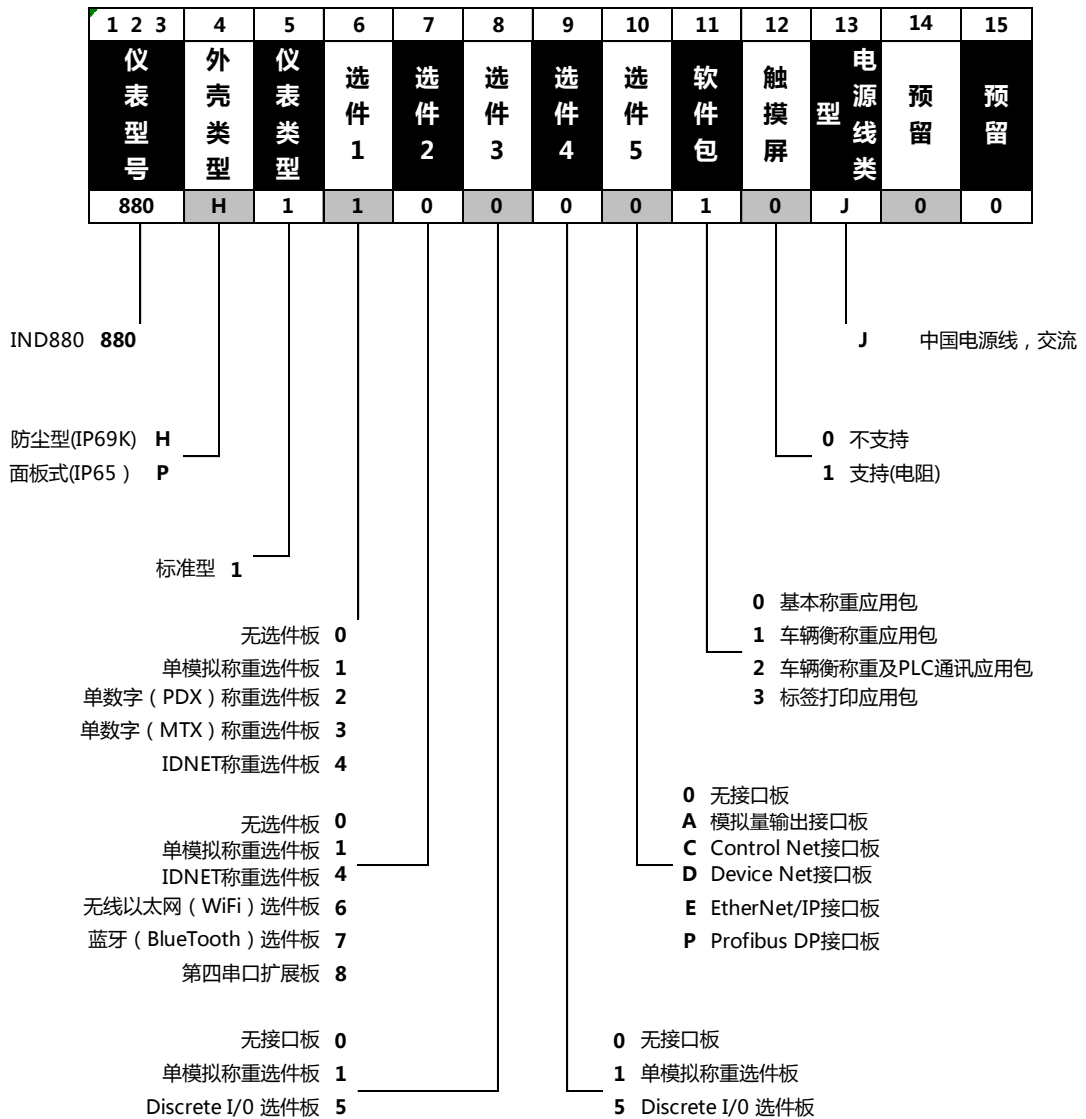 1 2 3 4 5 6 7 8 9 10 11 12 13 14 15
仪表型号 外壳类型 仪表类型 选件1 选件2 选件3 选件4 选件5 软件包 触摸屏 电源线类型 预留 预留
880 H 1 1 0 0 0 0 1 0 J 0 0
IND880 880
J 中国电源线，交流
防尘型(IP69K) H
面板式(IP65） P
0 不支持
1 支持(电阻)
标准型 1
0 基本称重应用包
1 车辆衡称重应用包
2 车辆衡称重及PLC通讯应用包
3 标签打印应用包
无选件板 0
单模拟称重选件板 1
单数字（PDX）称重选件板 2
单数字（MTX）称重选件板 3
IDNET称重选件板 4
0 无接口板
A 模拟量输出接口板
C Control Net接口板
D Device Net接口板
E EtherNet/IP接口板
P Profibus DP接口板
无选件板 0
单模拟称重选件板 1
IDNET称重选件板 4
无线以太网（WiFi）选件板 6
蓝牙（BlueTooth）选件板 7
第四串口扩展板 8
无接口板 0
单模拟称重选件板 1
Discrete I/0 选件板 5
0 无接口板
1 单模拟称重选件板
5 Discrete I/0 选件板